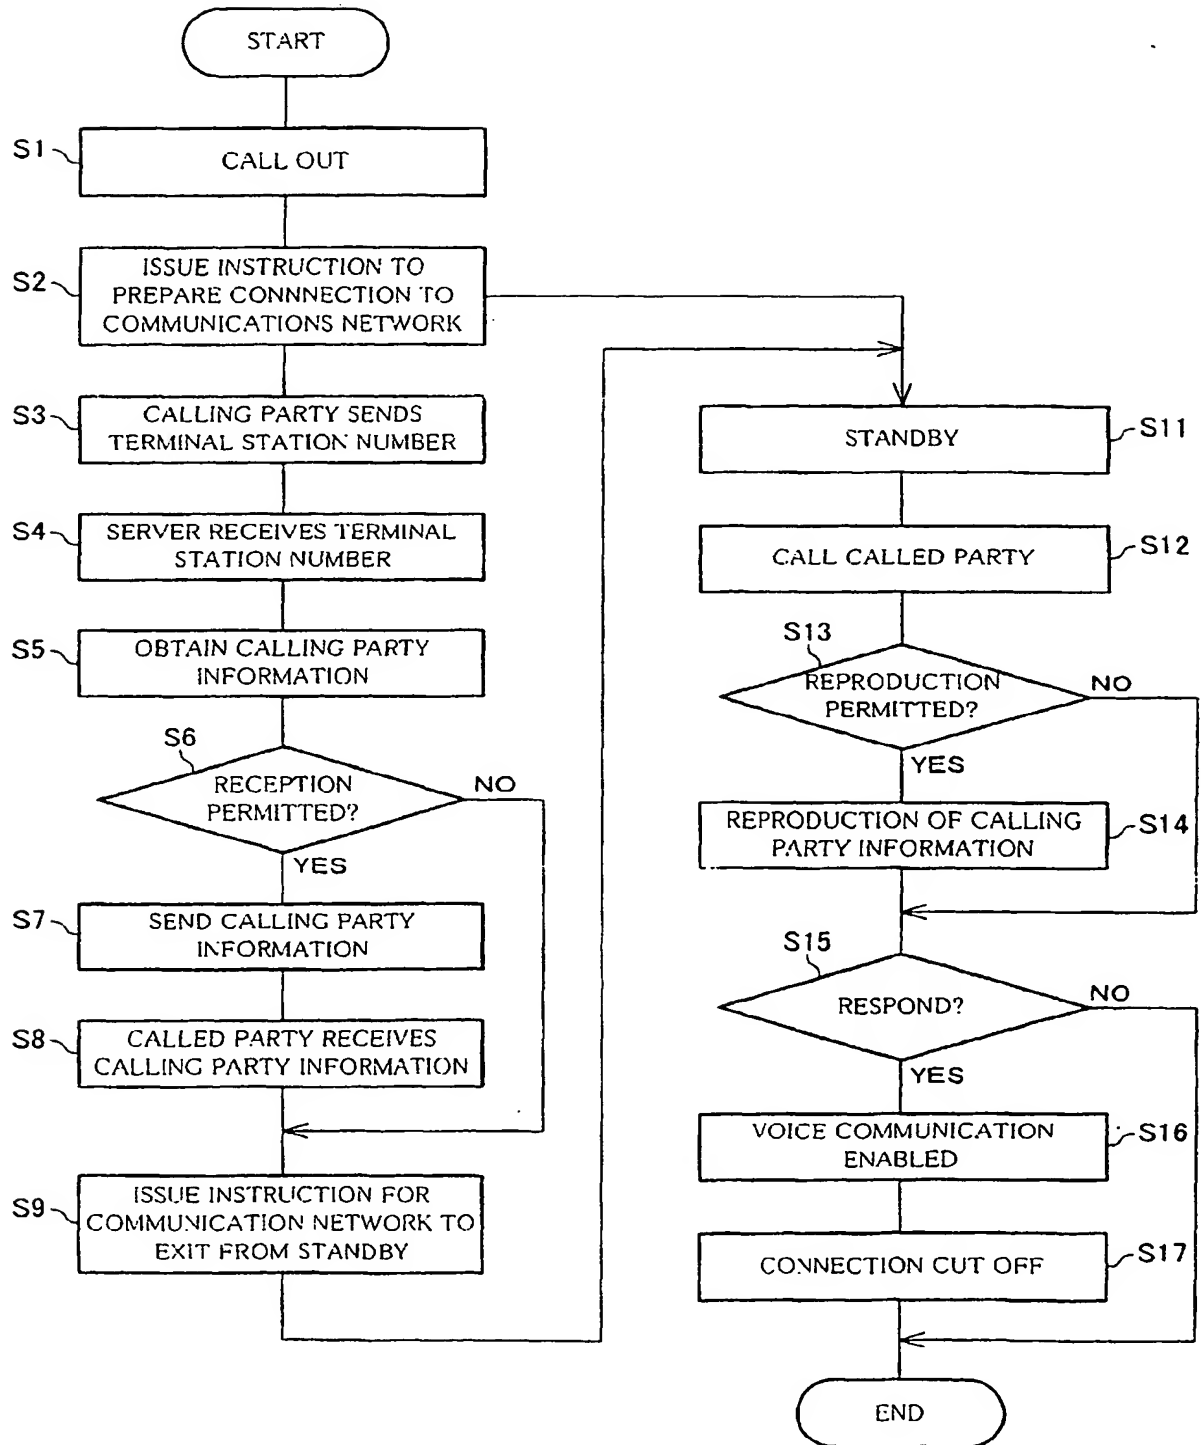 START
S1
CALL OUT
S2
ISSUE INSTRUCTION TO
PREPARE CONNNECTION TO
COMMUNICATIONS NETWORK
S3
CALLING PARTY SENDS
TERMINAL STATION NUMBER
S4
SERVER RECEIVES TERMINAL
STATION NUMBER
S5
OBTAIN CALLING PARTY
INFORMATION
S6
RECEPTION
PERMITTED?
NO
YES
S7
SEND CALLING PARTY
INFORMATION
S8
CALLED PARTY RECEIVES
CALLING PARTY INFORMATION
S9
ISSUE INSTRUCTION FOR
COMMUNICATION NETWORK TO
EXIT FROM STANDBY
STANDBY
S11
CALL CALLED PARTY
S12
S13
REPRODUCTION
PERMITTED?
NO
YES
REPRODUCTION OF CALLING
PARTY INFORMATION
S14
S15
RESPOND?
NO
YES
VOICE COMMUNICATION
ENABLED
S16
CONNECTION CUT OFF
S17
END